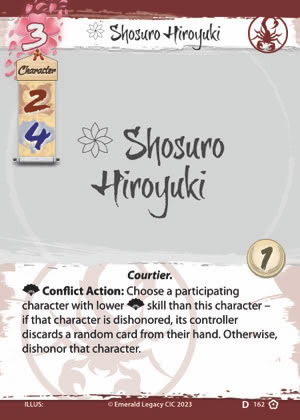 3
Shosuro Hiroyuki
Character
2
4
Shosuro
Hiroyuki
1
Courtier.
Conflict Action: Choose a participating
character with lower skill than this character –
if that character is dishonored, its controller
discards a random card from their hand. Otherwise,
dishonor that character.
ILLUS: © Emerald Legacy CIC 2023 D 162